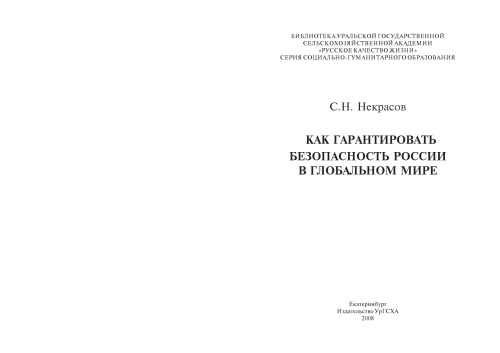 БИБЛИОТЕКА УРАЛЬСКОЙ ГОСУДАРСТВЕННОЙ
СЕЛЬСКОХОЗЯЙСТВЕННОЙ АКАДЕМИИ
«РУССКОЕ КАЧЕСТВО ЖИЗНИ»
СЕРИЯ СОЦИАЛЬНО-ГУМАНИТАРНОГО ОБРАЗОВАНИЯ
С.Н. Некрасов
КАК ГАРАНТИРОВАТЬ
БЕЗОПАСНОСТЬ РОССИИ
В ГЛОБАЛЬНОМ МИРЕ
Екатеринбург
Издательство УрГСХА
2008